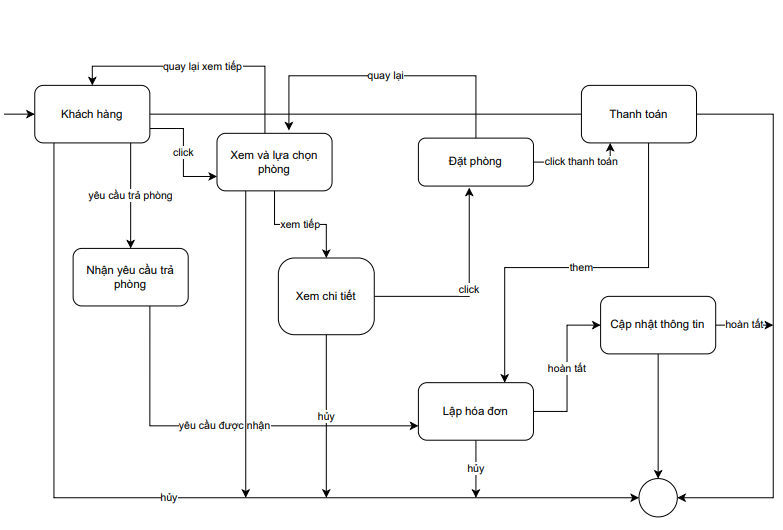 quay lại xem tiếp
quay lại
Khách hàng
Thanh toán
click
Xem và lựa chọn
phòng
Đặt phòng
click thanh toán
yêu cầu trả phòng
xem tiếp
Nhận yêu cầu trả
phòng
them
Xem chi tiết
click
Cập nhật thông tin
hoàn tất
hoàn tất
Lập hóa đơn
hủy
yêu cầu được nhận
hủy
hủy